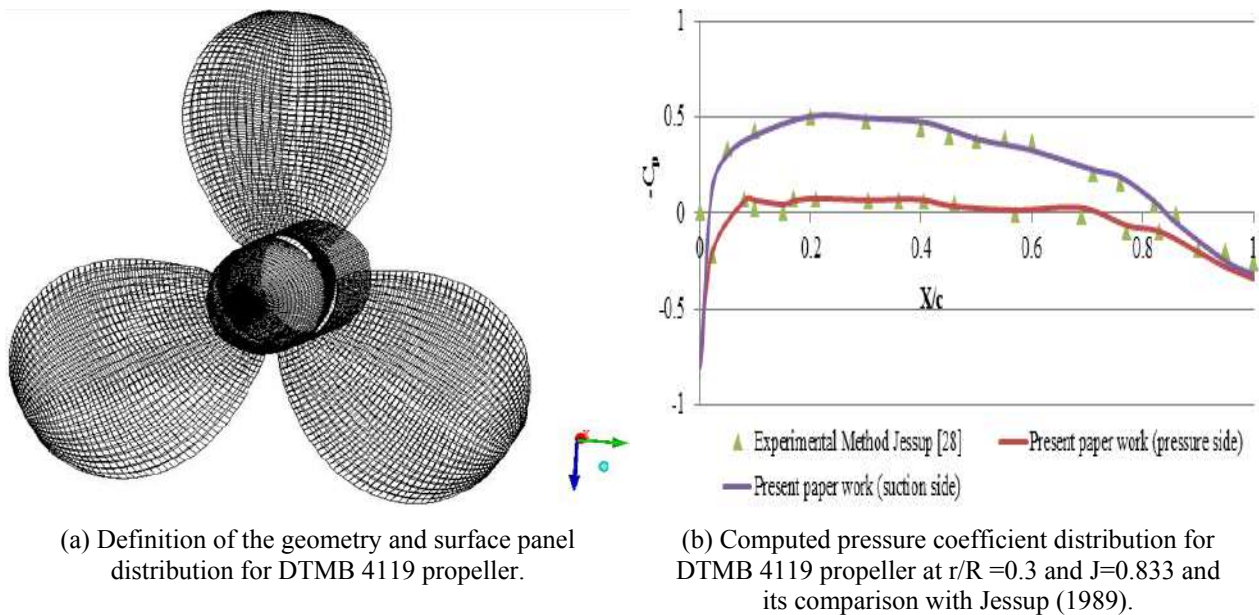 1
0.5
0
-0.5
-1
-Cp
0
0.2
0.4
0.6
0.8
1
X/c
Experimental Method Jessup [28]
Present paper work (pressure side)
Present paper work (suction side)
(a) Definition of the geometry and surface panel
distribution for DTMB 4119 propeller.
(b) Computed pressure coefficient distribution for
DTMB 4119 propeller at r/R =0.3 and J=0.833 and
its comparison with Jessup (1989).